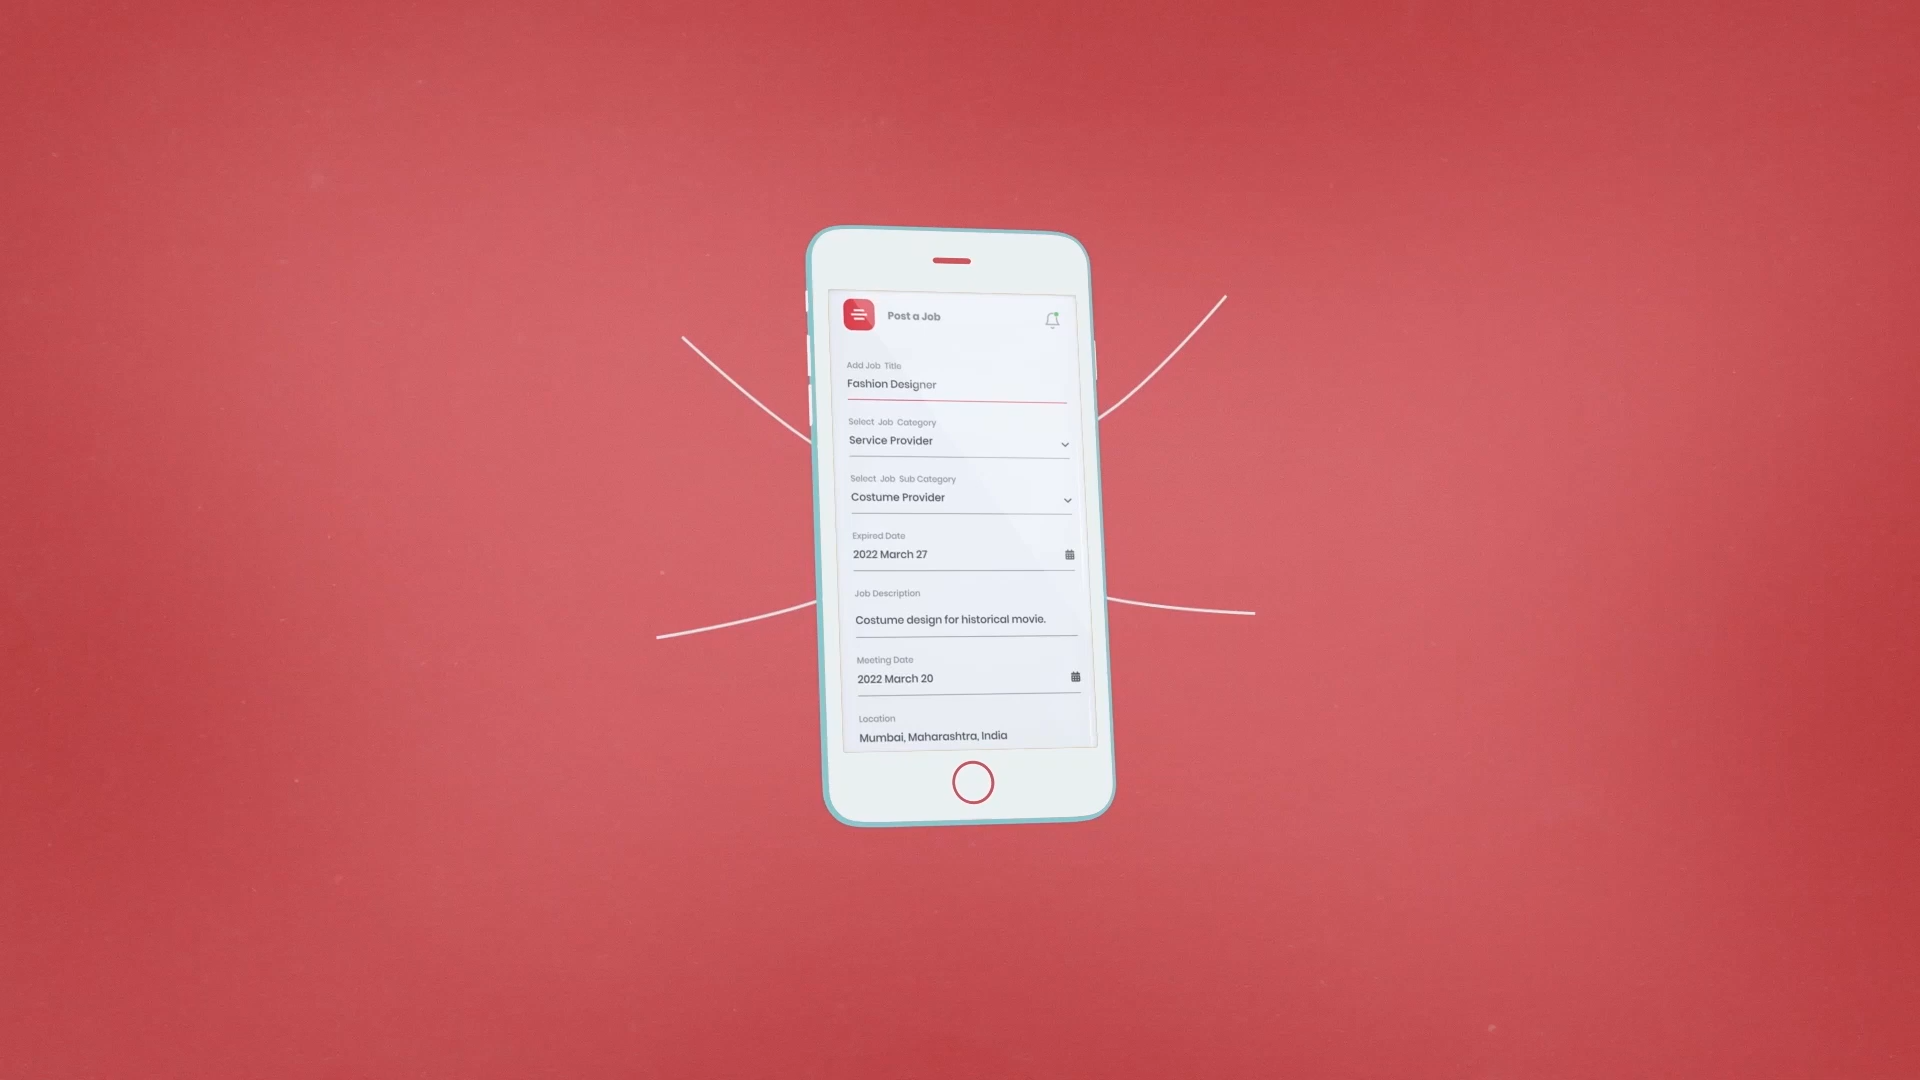 Post a Job
Add Job Title
Fashion Designer
Select Job Category
Service Provider
Select Job Sub Category
Costume Provider
Expired Date
2022 March 27
Job Description
Costume design for historical movie.
Meeting Date
2022 March 20
Location
Mumbai, Maharashtra, India